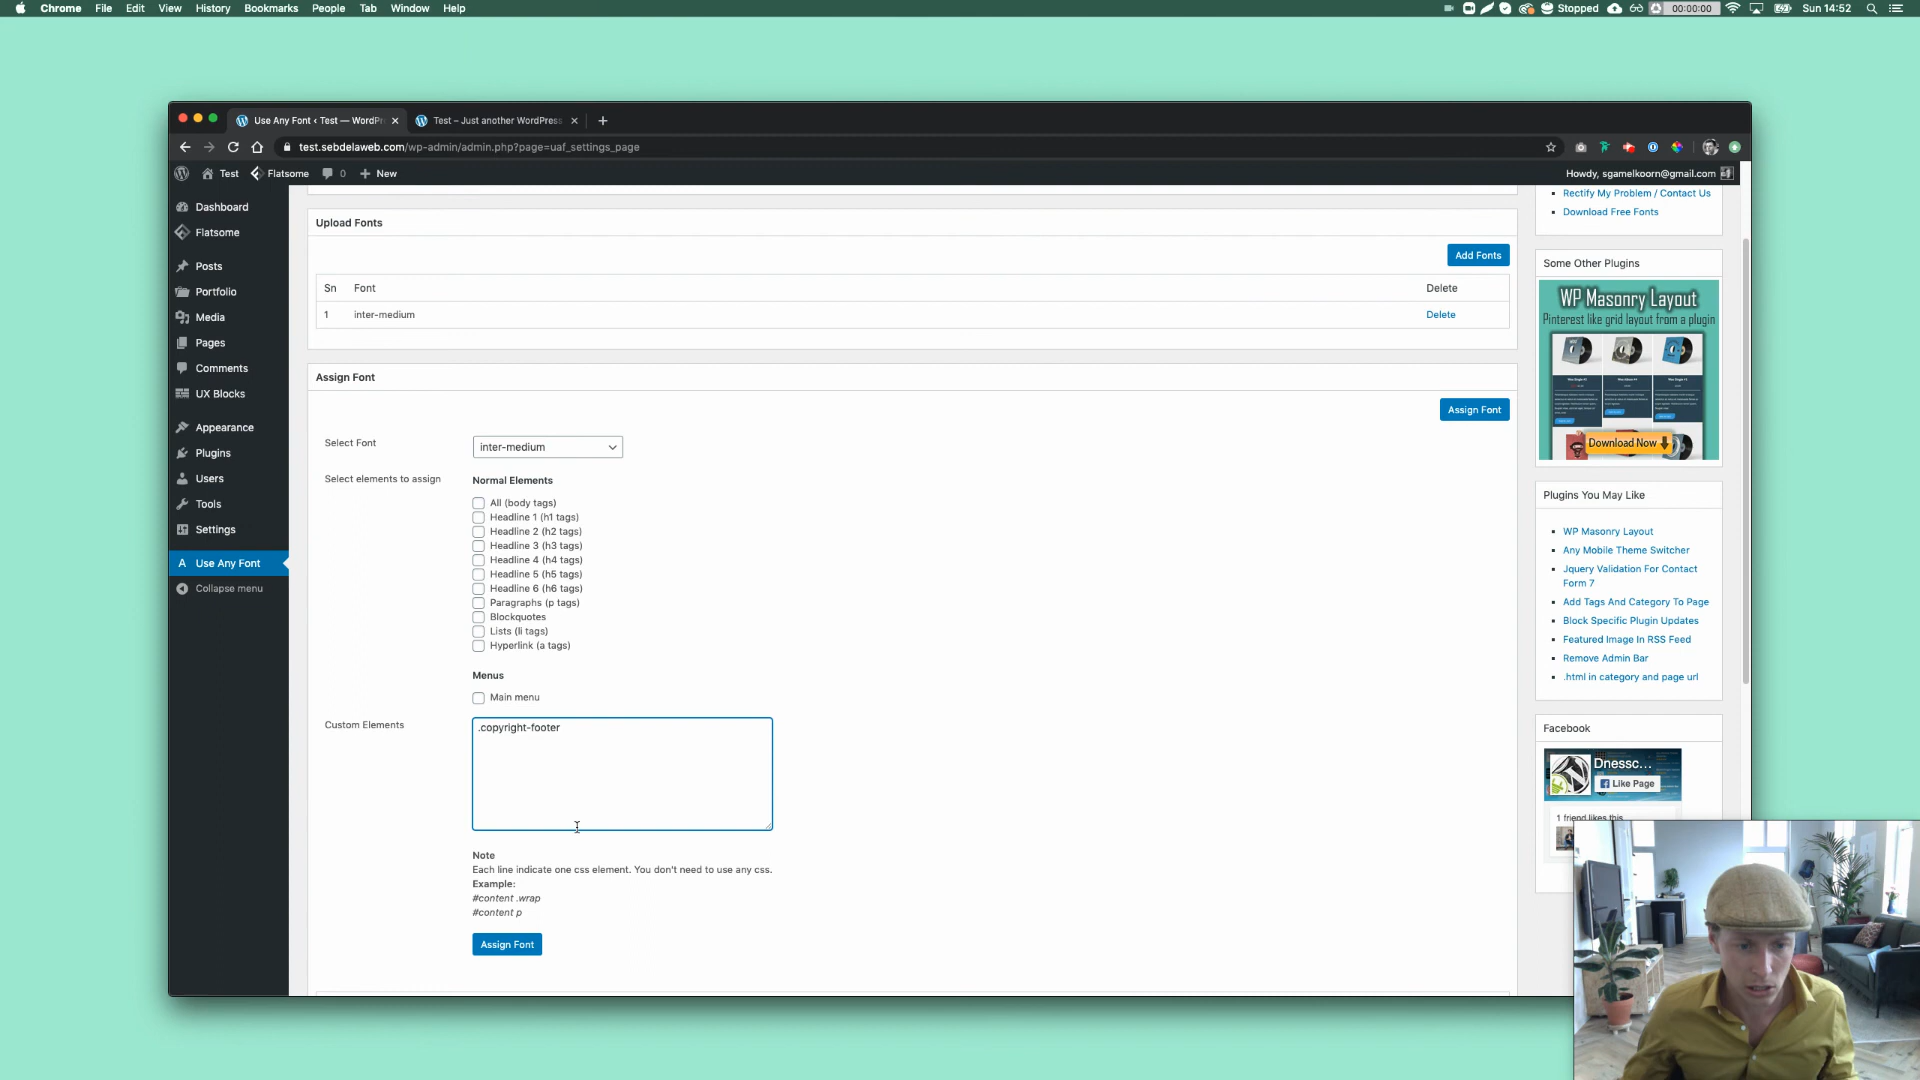 Chrome File Edit View History Bookmarks People Tab Window Help
Stopped 00:00:00 Sun 14:52
Use Any Font ‹ Test — WordPr
Test – Just another WordPress
test.sebdelaweb.com/wp-admin/admin.php?page=uaf_settings_page
Test Flatsome 0 New
Howdy, sgamelkoorn@gmail.com
Dashboard
Flatsome
Posts
Portfolio
Media
Pages
Comments
UX Blocks
Appearance
Plugins
Users
Tools
Settings
Use Any Font
Collapse menu
Upload Fonts
Add Fonts
Sn Font Delete
1 inter-medium Delete
Assign Font
Assign Font
Select Font inter-medium
Select elements to assign Normal Elements
All (body tags)
Headline 1 (h1 tags)
Headline 2 (h2 tags)
Headline 3 (h3 tags)
Headline 4 (h4 tags)
Headline 5 (h5 tags)
Headline 6 (h6 tags)
Paragraphs (p tags)
Blockquotes
Lists (li tags)
Hyperlink (a tags)
Menus
Main menu
Custom Elements .copyright-footer
Note
Each line indicate one css element. You don't need to use any css.
Example:
#content .wrap
#content p
Assign Font
Rectify My Problem / Contact Us
Download Free Fonts
Some Other Plugins
WP Masonry Layout
Pinterest like grid layout from a plugin
Download Now
Plugins You May Like
WP Masonry Layout
Any Mobile Theme Switcher
Jquery Validation For Contact
Form 7
Add Tags And Category To Page
Block Specific Plugin Updates
Featured Image In RSS Feed
Remove Admin Bar
.html in category and page url
Facebook
Dnessc...
Like Page
1 friend likes this